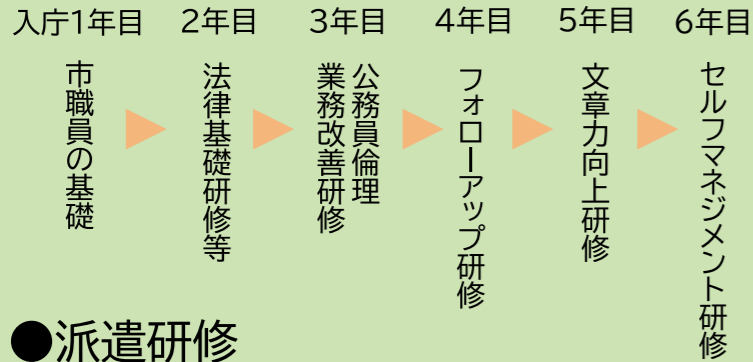 入庁1年目
2年目
3年目
4年目
5年目
6年目
市職員の基礎
法律基礎研修等
公務員倫理
業務改善研修
フォローアップ研修
文章力向上研修
セルフマネジメント研修
●派遣研修